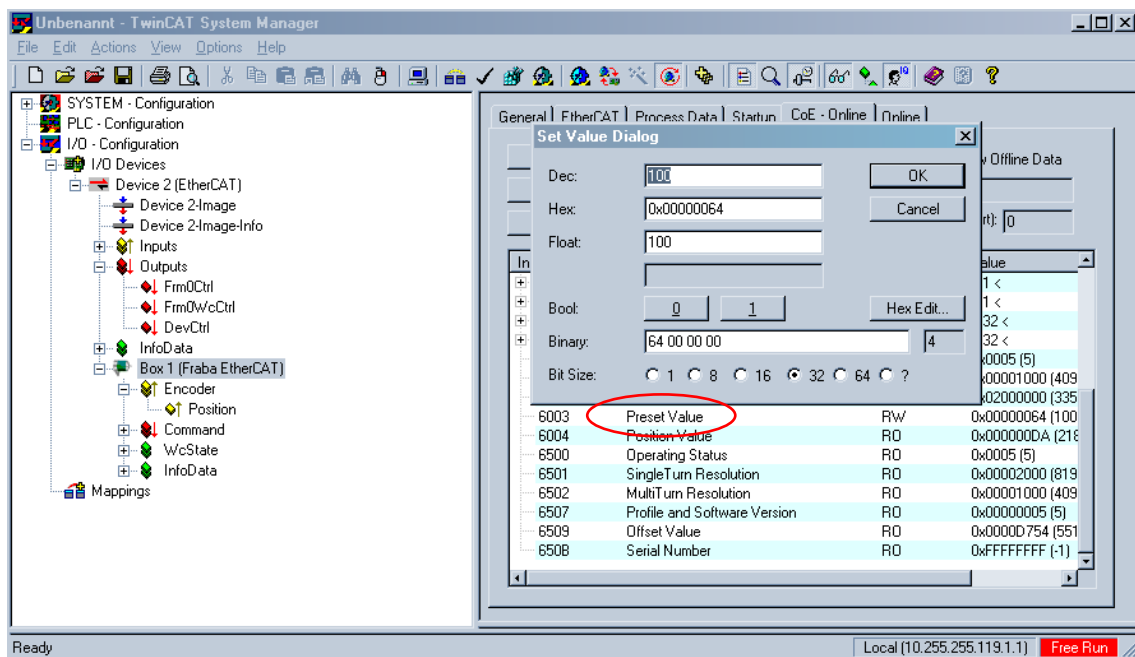 Unbenannt - TwinCAT System Manager
File Edit Actions View Options Help
SYSTEM - Configuration
PLC - Configuration
I/O - Configuration
I/O Devices
Device 2 (EtherCAT)
Device 2-Image
Device 2-Image-Info
Inputs
Outputs
Frm0Ctrl
Frm0WcCtrl
DevCtrl
InfoData
Box 1 (Fraba EtherCAT)
Encoder
Position
Command
WcState
InfoData
Mappings
General EtherCAT Process Data Startup CoE - Online Online
Set Value Dialog
Dec: 100 OK
Hex: 0x00000064 Cancel
Float: 100
Bool: 0 1 Hex Edit...
Binary: 64 00 00 00 4
Bit Size: 1 8 16 32 64 ?
Offline Data
0
1 <
1 <
32 <
32 <
x0005 (5)
x00001000 (409
x02000000 (335
6003 Preset Value RW 0x00000064 (100
6004 Position Value RO 0x000000DA (218
6500 Operating Status RO 0x0005 (5)
6501 SingleTurn Resolution RO 0x00002000 (819
6502 MultiTurn Resolution RO 0x00001000 (409
6507 Profile and Software Version RO 0x00000005 (5)
6509 Offset Value RO 0x0000D754 (551
650B Serial Number RO 0xFFFFFFFF (-1)
Ready Local (10.255.255.119.1.1) Free Run